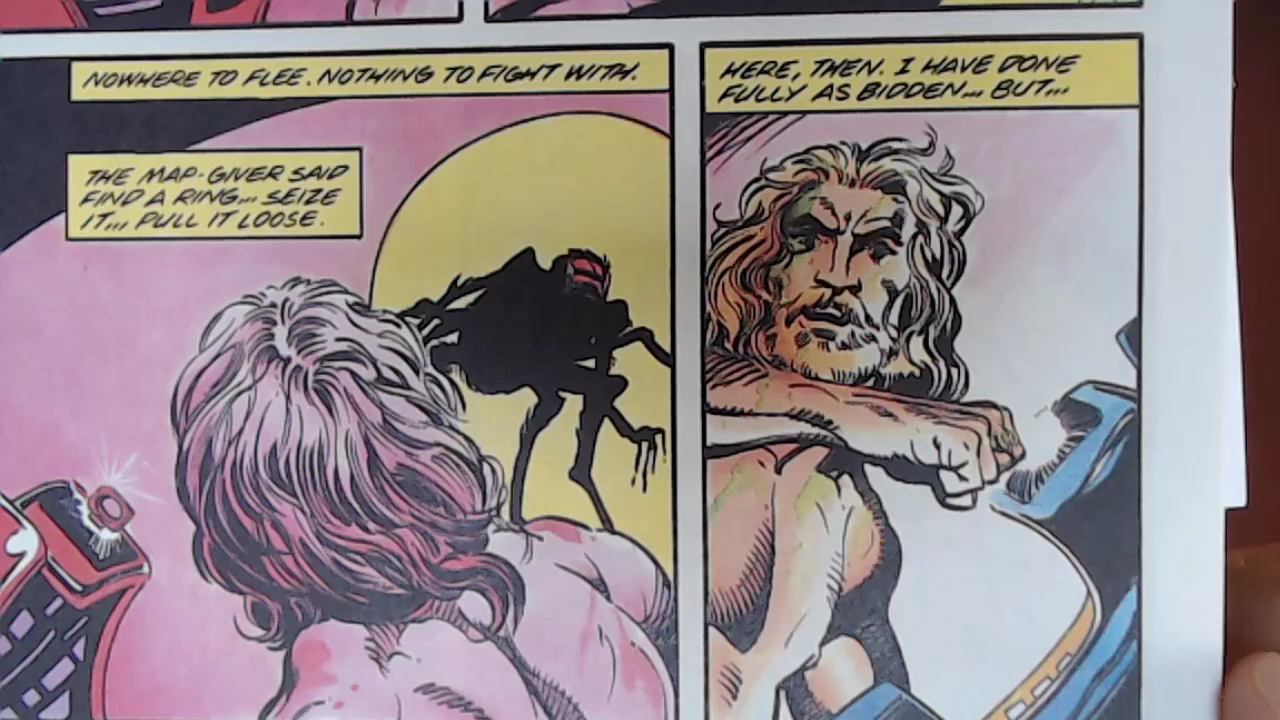 NOWHERE TO FLEE. NOTHING TO FIGHT WITH.
THE MAP-GIVER SAID
FIND A RING... SEIZE
IT... PULL IT LOOSE.
HERE, THEN. I HAVE DONE
FULLY AS BIDDEN... BUT...